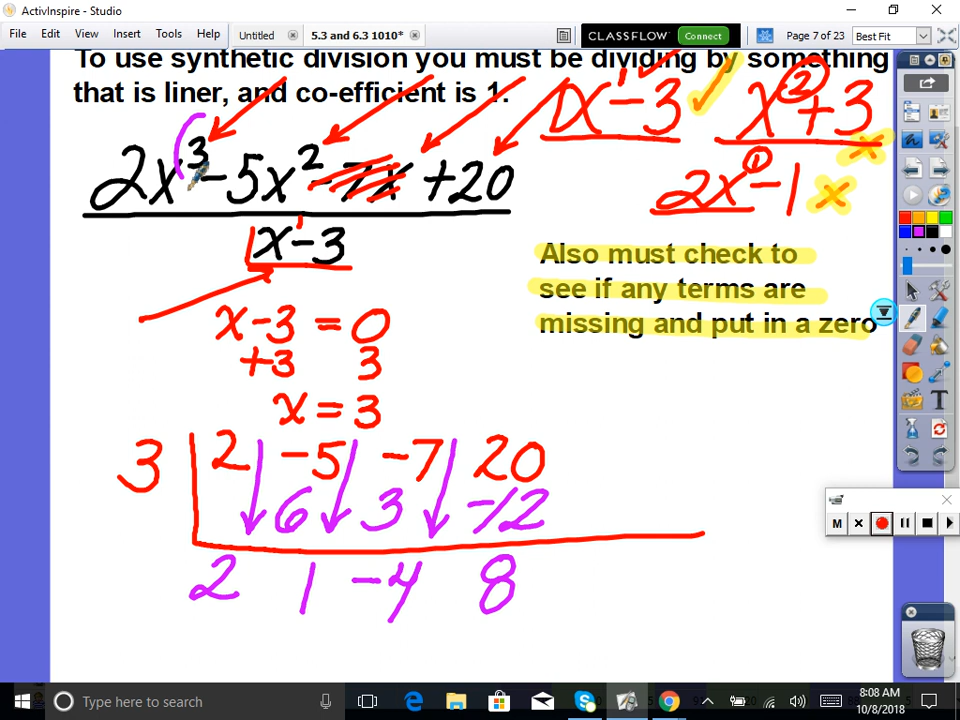 ActivInspire - Studio
File Edit View Insert Tools Help Untitled 5.3 and 6.3 1010* CLASSFLOW Connect Page 7 of 23 Best Fit
To use synthetic division you must be dividing by something
that is liner, and co-efficient is 1.
1x¹ - 3 ✓ x² + 3 x
2x¹ - 1 x
2x³ - 5x² - 7x + 20
1x¹ - 3
Also must check to
see if any terms are
missing and put in a zero
x - 3 = 0
+3 3
x = 3
3 2 -5 -7 20
6 3 -12
2 1 -4 8
M
T
Type here to search
8:08 AM
10/8/2018